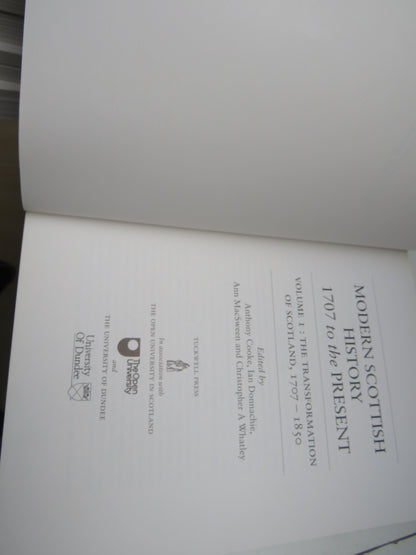 MODERN SCOTTISH
HISTORY
1707 to the PRESENT
VOLUME 1 : THE TRANSFORMATION
OF SCOTLAND, 1707 – 1850
Edited by
Anthony Cooke, Ian Donnachie,
Ann MacSween and Christopher A Whatley
TUCKWELL PRESS
in association with
THE OPEN UNIVERSITY IN SCOTLAND
The Open
University
and
THE UNIVERSITY OF DUNDEE
University
Of Dundee